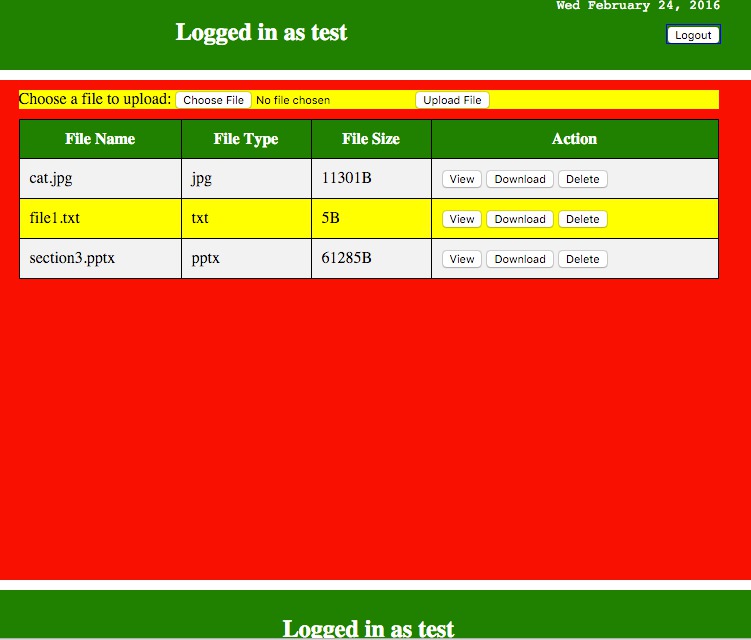 Wed February 24, 2016
Logged in as test
Logout
Choose a file to upload: Choose File No file chosen Upload File
File Name File Type File Size Action
cat.jpg jpg 11301B View Download Delete
file1.txt txt 5B View Download Delete
section3.pptx pptx 61285B View Download Delete
Logged in as test